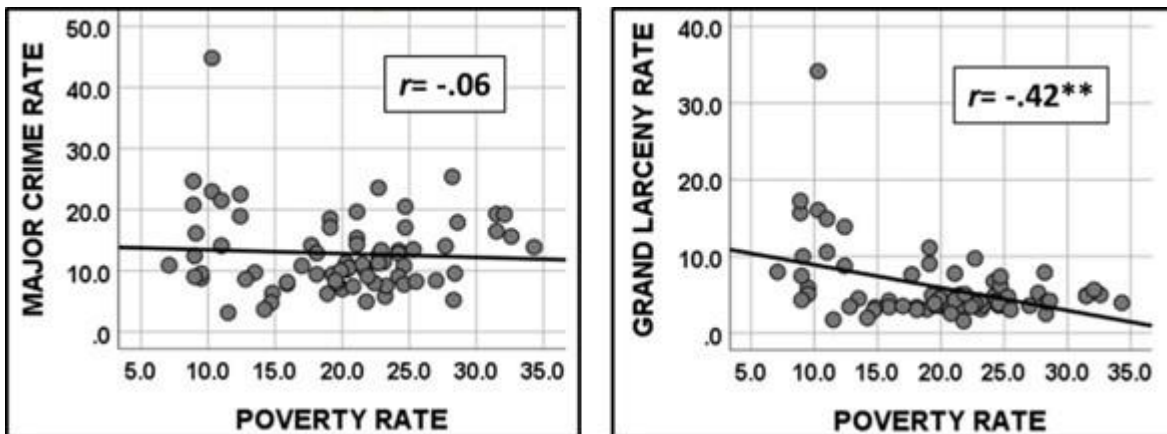 MAJOR CRIME RATE
50.0
40.0
30.0
20.0
10.0
.0
r= -.06
5.0 10.0 15.0 20.0 25.0 30.0 35.0
POVERTY RATE
GRAND LARCENY RATE
40.0
30.0
20.0
10.0
.0
r= -.42**
5.0 10.0 15.0 20.0 25.0 30.0 35.0
POVERTY RATE